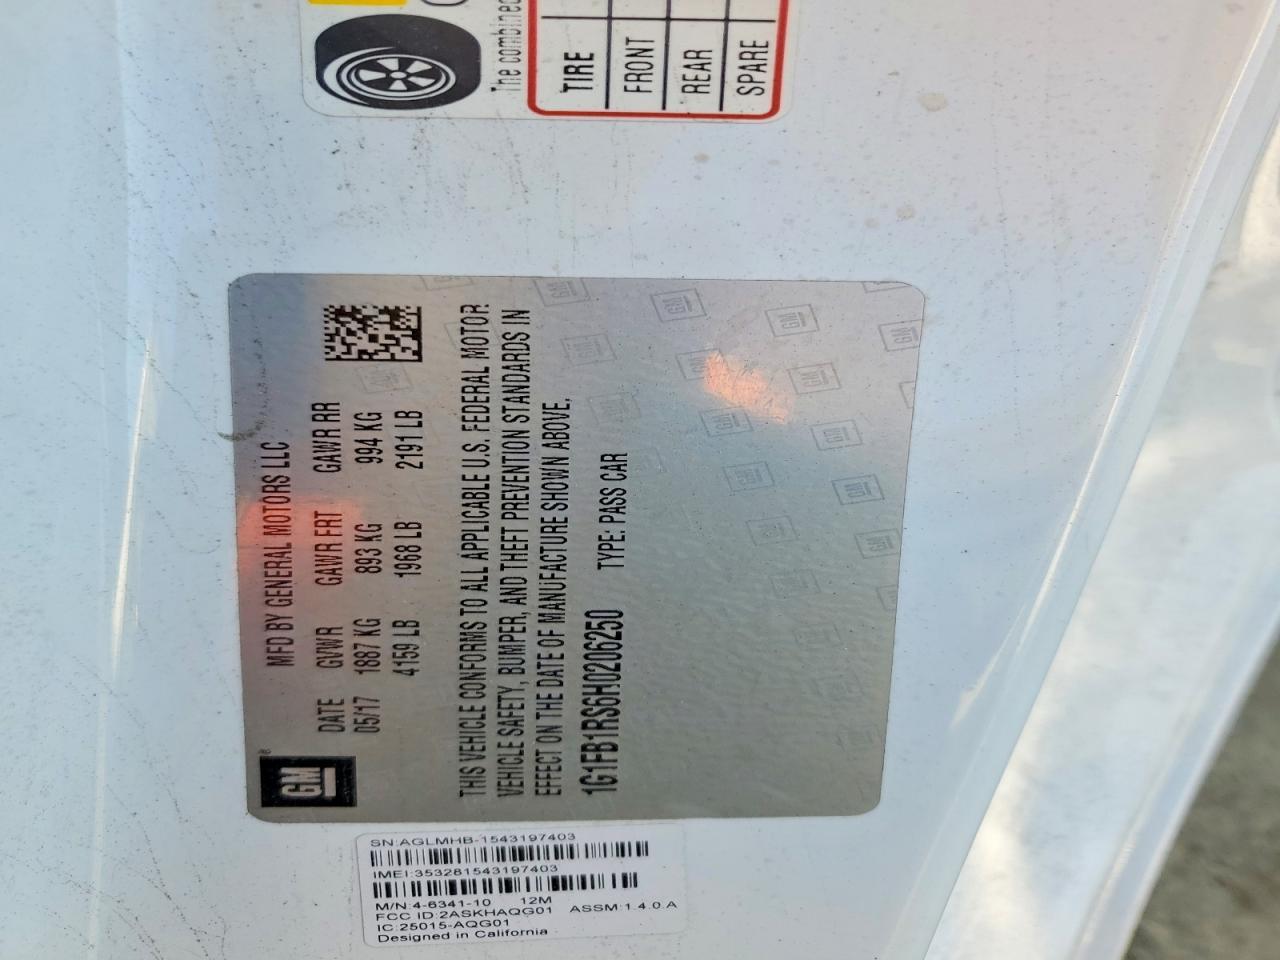 The combined
TIRE
FRONT
REAR
SPARE
GM®
MFD BY GENERAL MOTORS LLC
DATE GVWR GAWR FRT GAWR RR
05/17 1887 KG 893 KG 994 KG
4159 LB 1968 LB 2191 LB
THIS VEHICLE CONFORMS TO ALL APPLICABLE U.S. FEDERAL MOTOR
VEHICLE SAFETY, BUMPER, AND THEFT PREVENTION STANDARDS IN
EFFECT ON THE DATE OF MANUFACTURE SHOWN ABOVE.
1G1FB1RS6H0206250 TYPE: PASS CAR
SN:AGLMHB-1543197403
IMEI:353281543197403
M/N:4-6341-10 12M
FCC ID:2ASKHAQG01 ASSM:1.4.0.A
IC:25015-AQG01
Designed in California